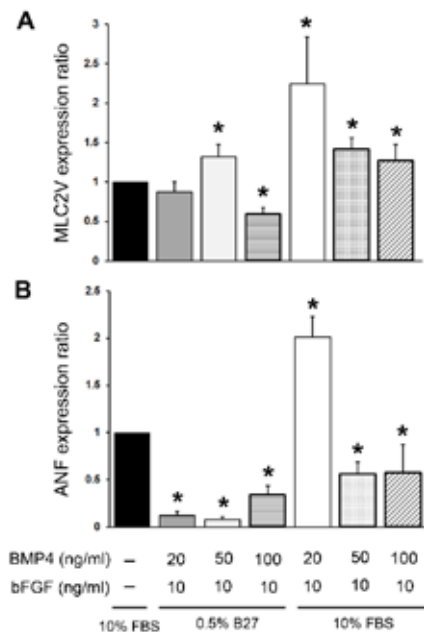 A
MLC2V expression ratio
3
2.5
2
1.5
1
0.5
0
* * * * *
B
ANF expression ratio
2.5
2
1.5
1
0.5
0
* * * * * *
BMP4 (ng/ml) – 20 50 100 20 50 100
bFGF (ng/ml) – 10 10 10 10 10 10
10% FBS 0.5% B27 10% FBS